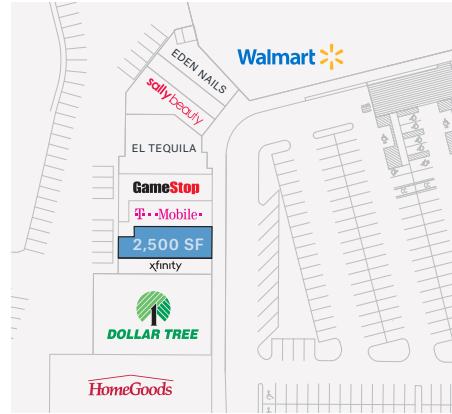 Walmart
EDEN NAILS
sally beauty
EL TEQUILA
GameStop
T Mobile
2,500 SF
xfinity
DOLLAR TREE
HomeGoods